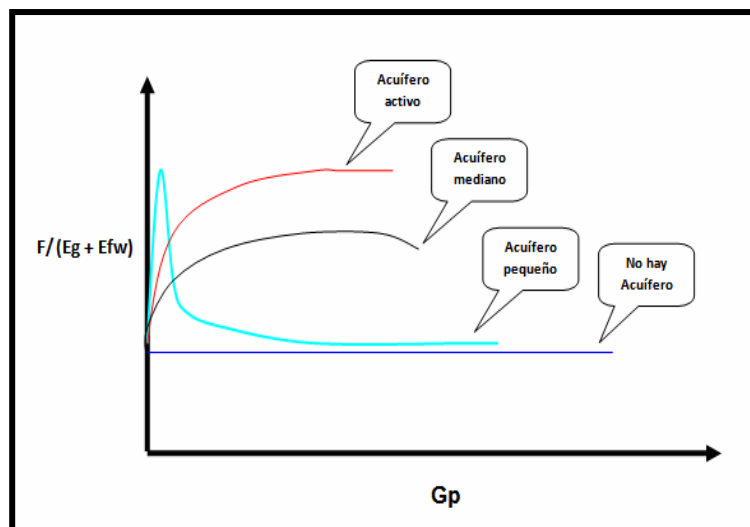 Acuífero
activo
Acuífero
mediano
F/(Eg + Efw)
Acuífero
pequeño
No hay
Acuífero
Gp